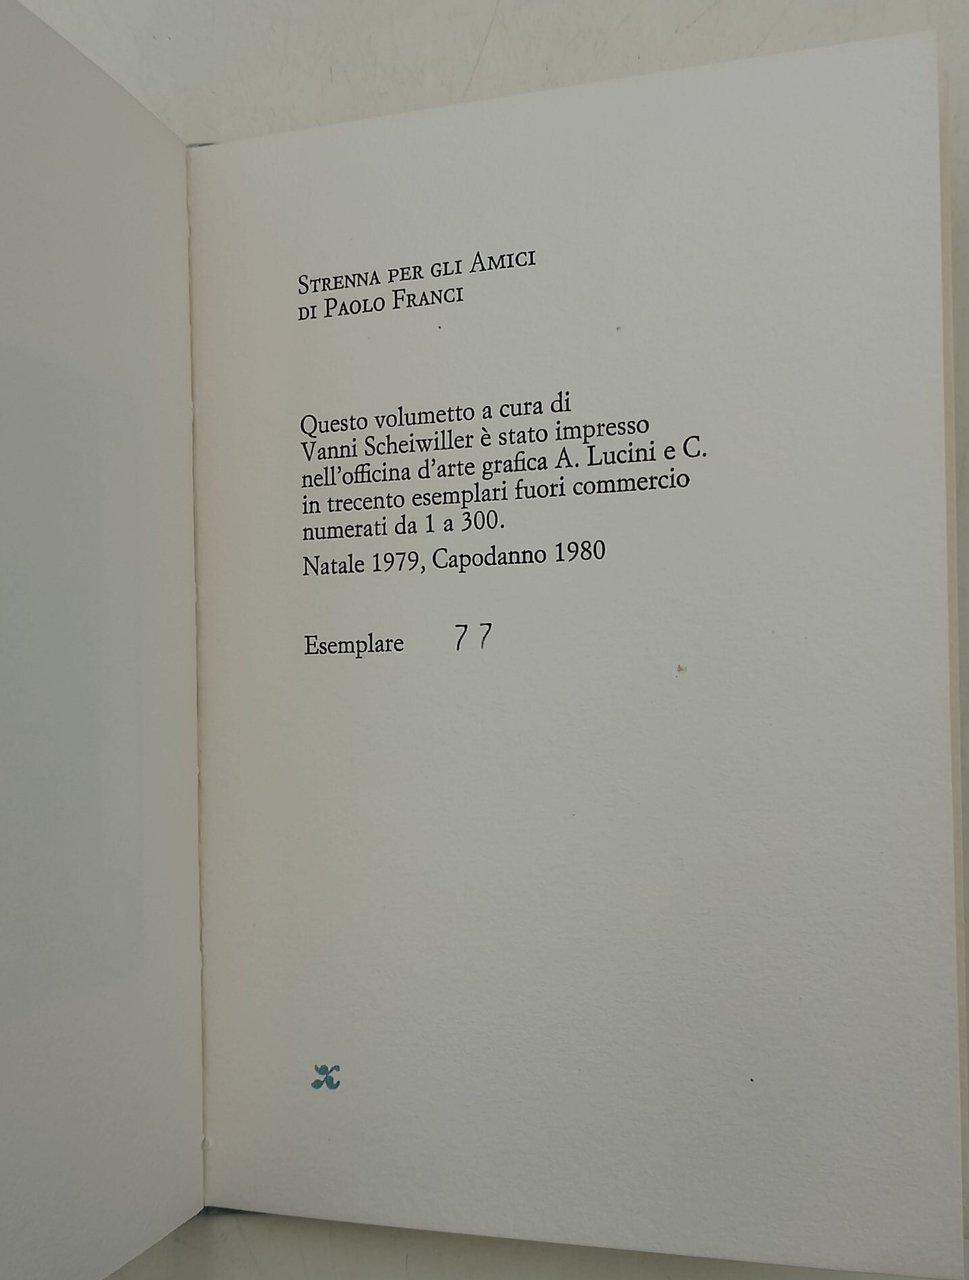 Strenna per gli Amici
di Paolo Franci
Questo volumetto a cura di
Vanni Scheiwiller è stato impresso
nell'officina d'arte grafica A. Lucini e C.
in trecento esemplari fuori commercio
numerati da 1 a 300.
Natale 1979, Capodanno 1980
Esemplare 77